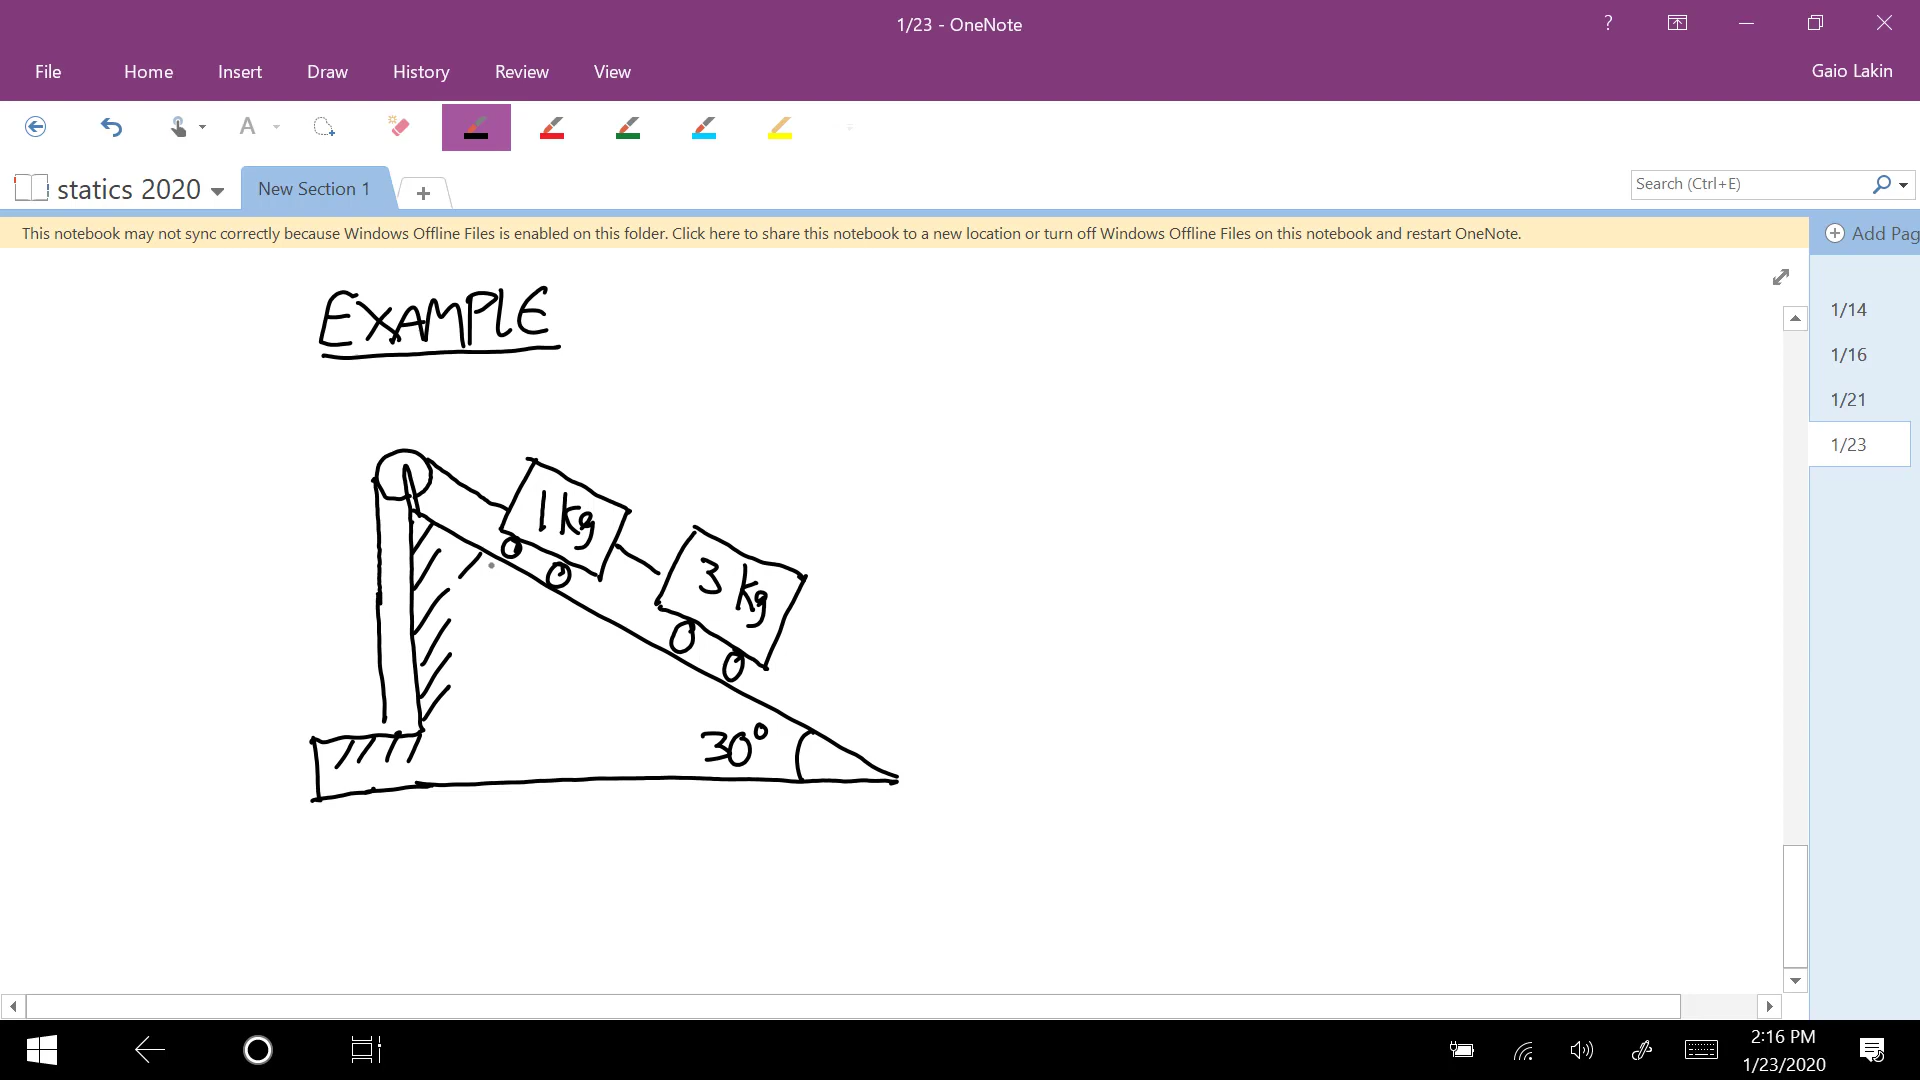 1/23 - OneNote
?
File Home Insert Draw History Review View
Gaio Lakin
A
statics 2020
New Section 1
Search (Ctrl+E)
This notebook may not sync correctly because Windows Offline Files is enabled on this folder. Click here to share this notebook to a new location or turn off Windows Offline Files on this notebook and restart OneNote.
Add Pag
1/14
1/16
1/21
1/23
EXAMPLE
1 kg
3 kg
30°
2:16 PM
1/23/2020